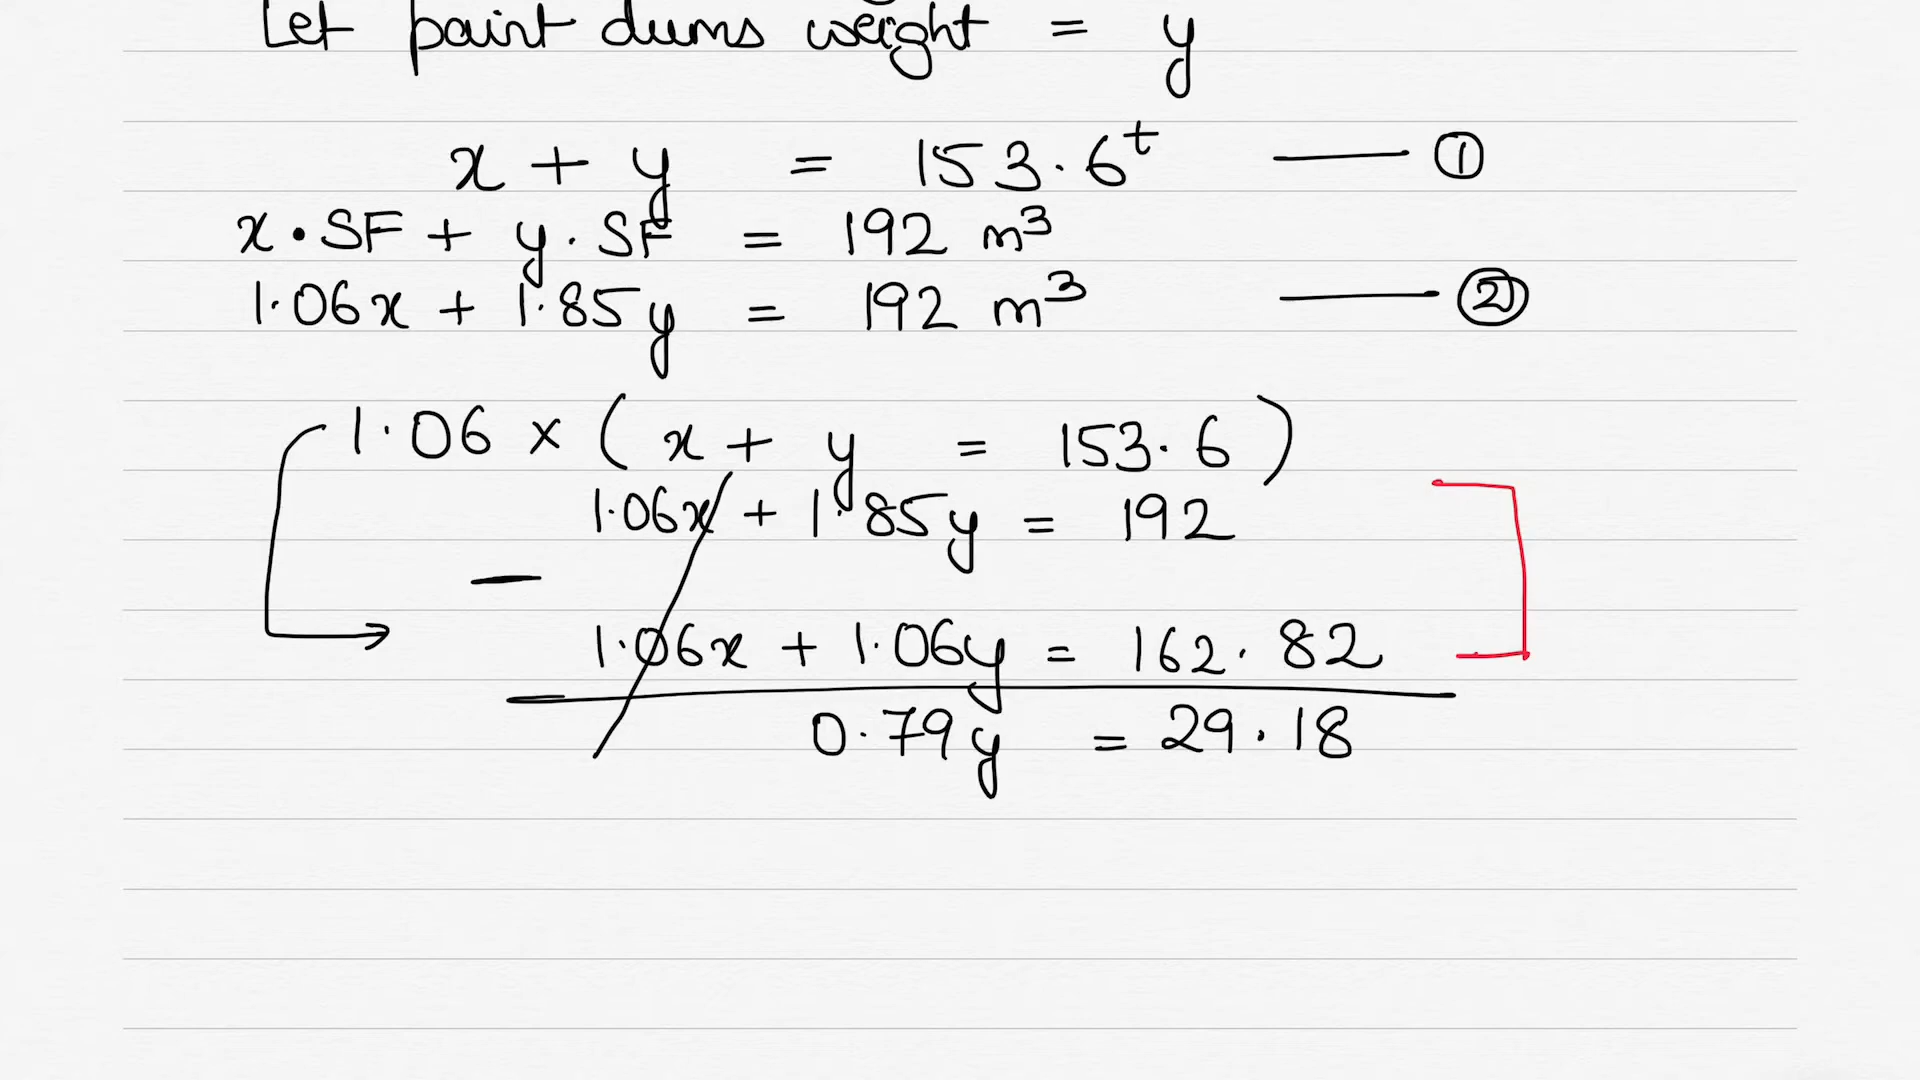 Let paint dums weight = y
x + y = 153.6t —— ①
x • SF + y . SF = 192 m³
1.06x + 1.85y = 192 m³ —— ②
1.06 × ( x + y = 153.6 )
1.06x + 1.85y = 192
–
1.06x + 1.06y = 162.82
0.79y = 29.18